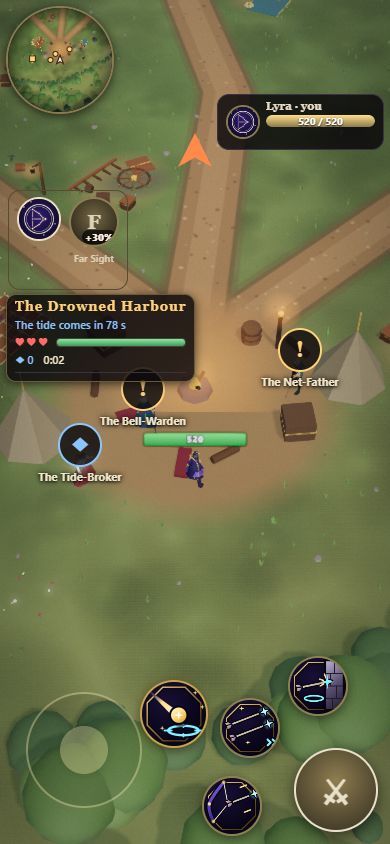 Lyra · you
520 / 520
F
+30%
Far Sight
The Drowned Harbour
The tide comes in 78 s
0 0:02
!
The Net-Father
!
The Bell-Warden
520
The Tide-Broker